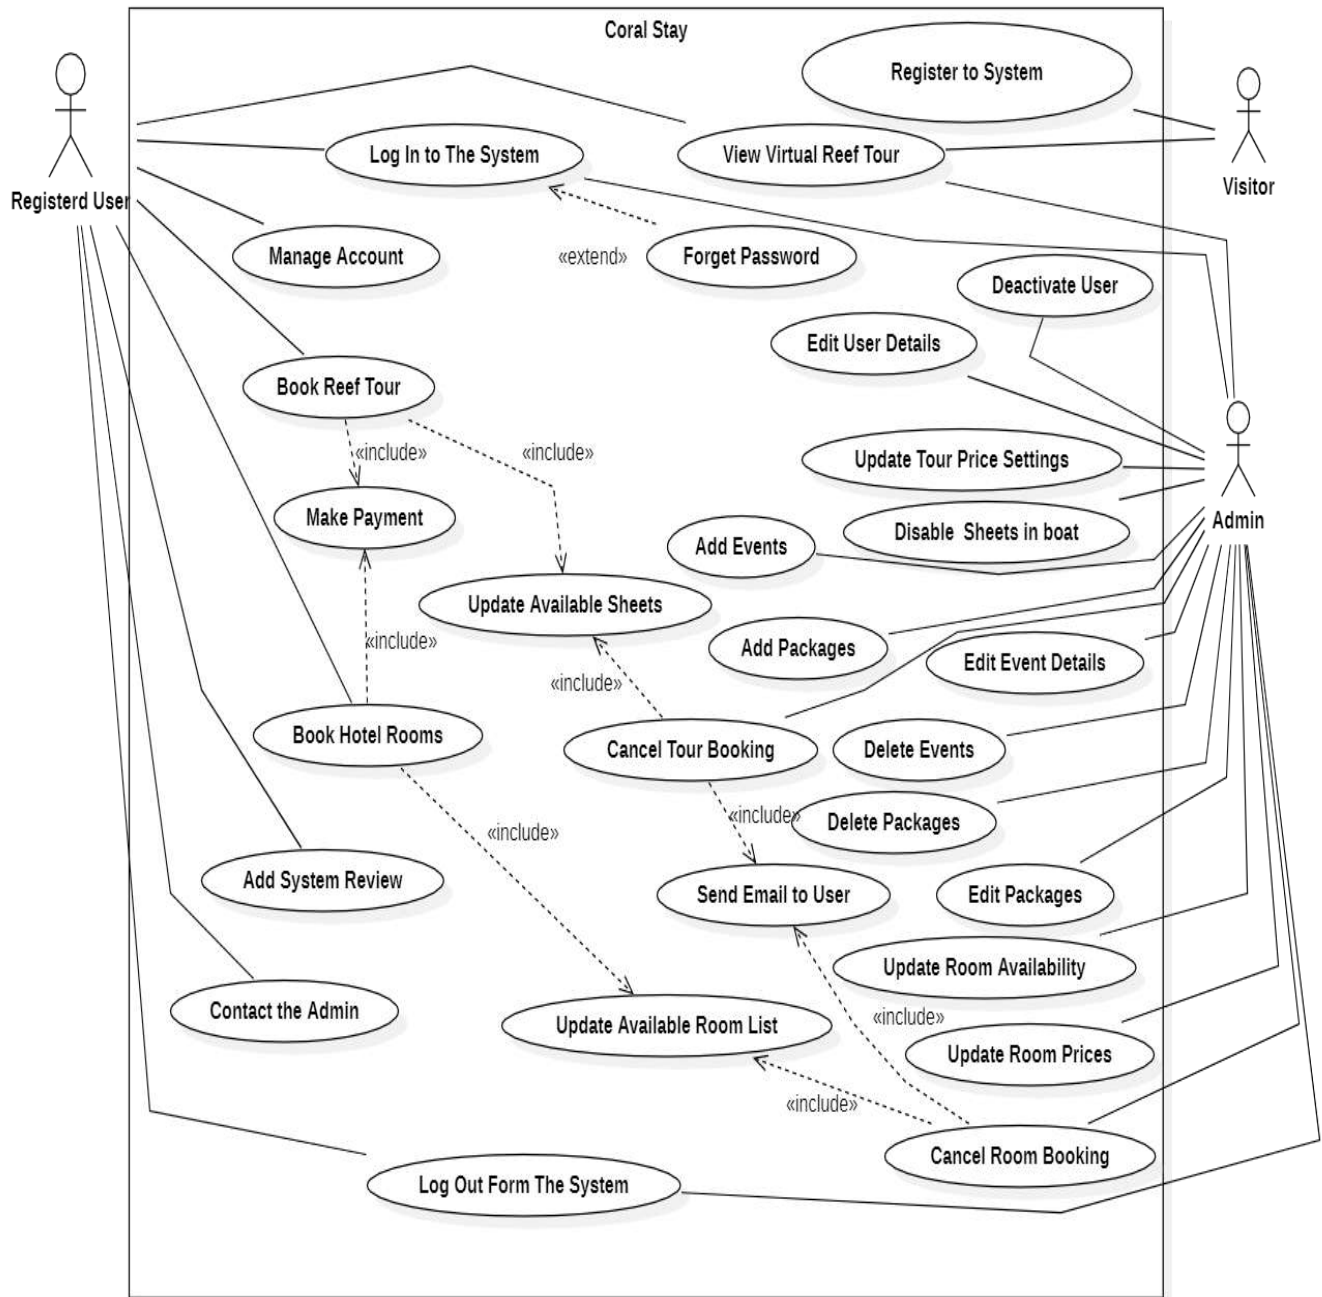 Coral Stay
Register to System
Log In to The System
View Virtual Reef Tour
Visitor
Registerd User
Manage Account
«extend»
Forget Password
Deactivate User
Edit User Details
Book Reef Tour
«include»
«include»
Update Tour Price Settings
Make Payment
Admin
Disable  Sheets in boat
Add Events
Update Available Sheets
«include»
Add Packages
Edit Event Details
«include»
Book Hotel Rooms
Cancel Tour Booking
Delete Events
«include»
«include»
Delete Packages
Add System Review
Send Email to User
Edit Packages
Update Room Availability
Contact the Admin
«include»
Update Available Room List
Update Room Prices
«include»
Cancel Room Booking
Log Out Form The System